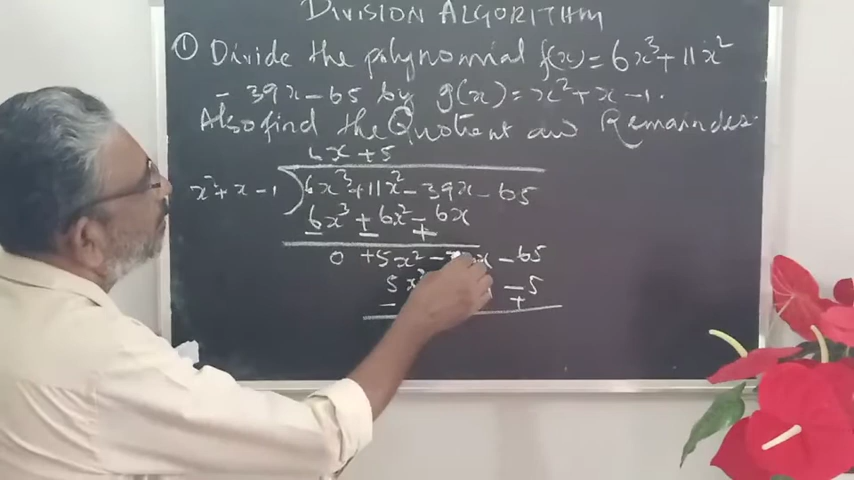 DIVISION ALGORITHM
① Divide the polynomial f(x) = 6x³ + 11x²
- 39x - 65 by g(x) = x² + x - 1.
Also find the Quotient and Remainder.
6x + 5
x² + x - 1 ) 6x³ + 11x² - 39x - 65
6x³ + 6x² - 6x
- - +
0 + 5x² - x - 65
5x² - 5
- +